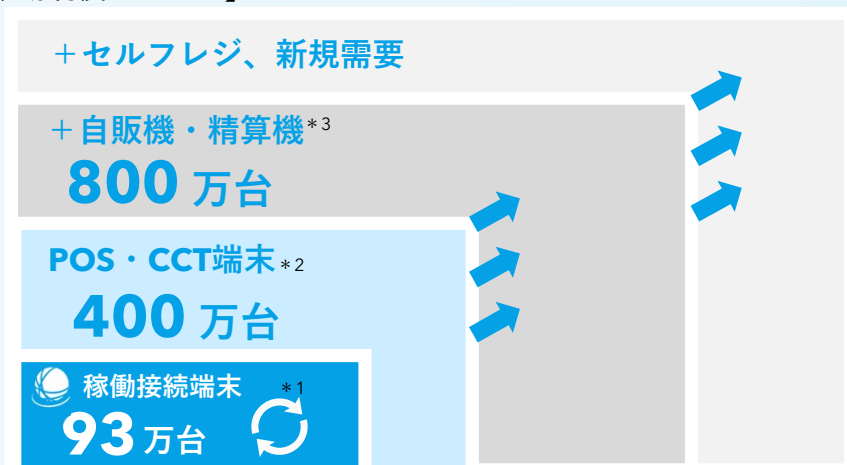 ＋セルフレジ、新規需要
＋自販機・精算機＊3
800 万台
POS・CCT端末＊2
400 万台
稼働接続端末 ＊1
93万台